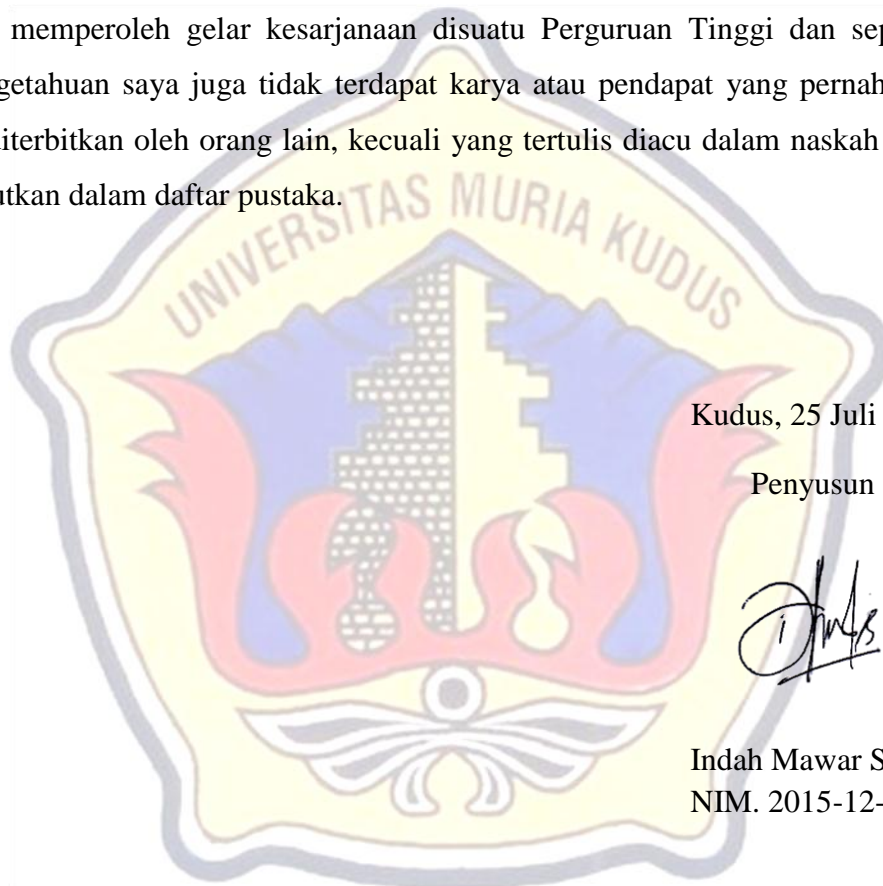 memperoleh gelar kesarjanaan disuatu Perguruan Tinggi dan sep
getahuan saya juga tidak terdapat karya atau pendapat yang pernah
diterbitkan oleh orang lain, kecuali yang tertulis diacu dalam naskah
utkan dalam daftar pustaka.
UNIVERSITAS MURIA KUDUS
Kudus, 25 Juli
Penyusun
Indah Mawar S
NIM. 2015-12-